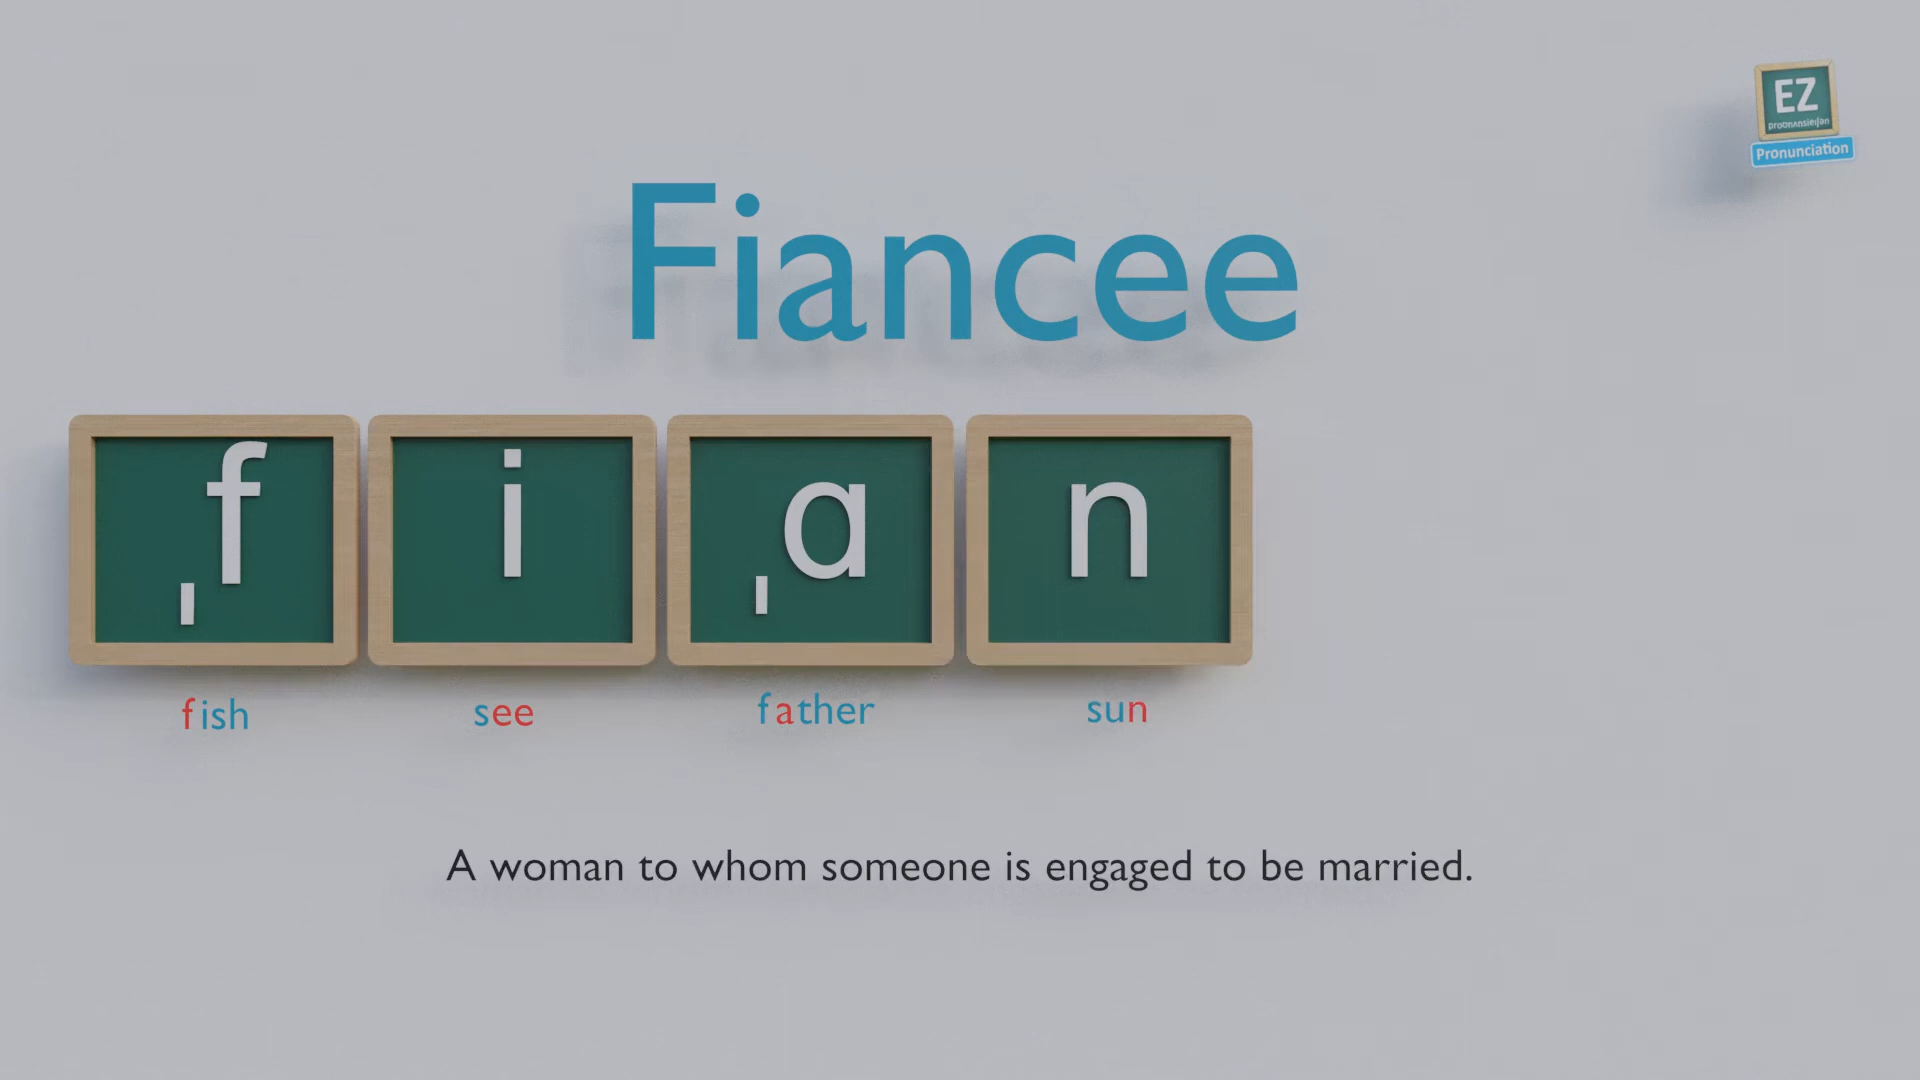 EZ
Pronunciation
Fiancee
ˌf i ˌɑ n
fish see father sun
A woman to whom someone is engaged to be married.